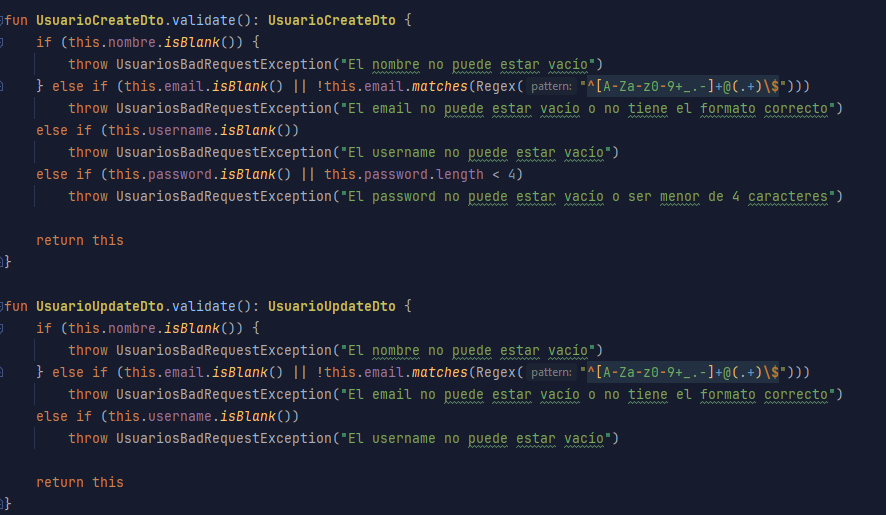 fun UsuarioCreateDto.validate(): UsuarioCreateDto {
    if (this.nombre.isBlank()) {
        throw UsuariosBadRequestException("El nombre no puede estar vacío")
    } else if (this.email.isBlank() || !this.email.matches(Regex( pattern: "^[A-Za-z0-9+_.-]+@(.+)\$")))
        throw UsuariosBadRequestException("El email no puede estar vacío o no tiene el formato correcto")
    else if (this.username.isBlank())
        throw UsuariosBadRequestException("El username no puede estar vacío")
    else if (this.password.isBlank() || this.password.length < 4)
        throw UsuariosBadRequestException("El password no puede estar vacío o ser menor de 4 caracteres")
    return this
}
fun UsuarioUpdateDto.validate(): UsuarioUpdateDto {
    if (this.nombre.isBlank()) {
        throw UsuariosBadRequestException("El nombre no puede estar vacío")
    } else if (this.email.isBlank() || !this.email.matches(Regex( pattern: "^[A-Za-z0-9+_.-]+@(.+)\$")))
        throw UsuariosBadRequestException("El email no puede estar vacío o no tiene el formato correcto")
    else if (this.username.isBlank())
        throw UsuariosBadRequestException("El username no puede estar vacío")
    return this
}